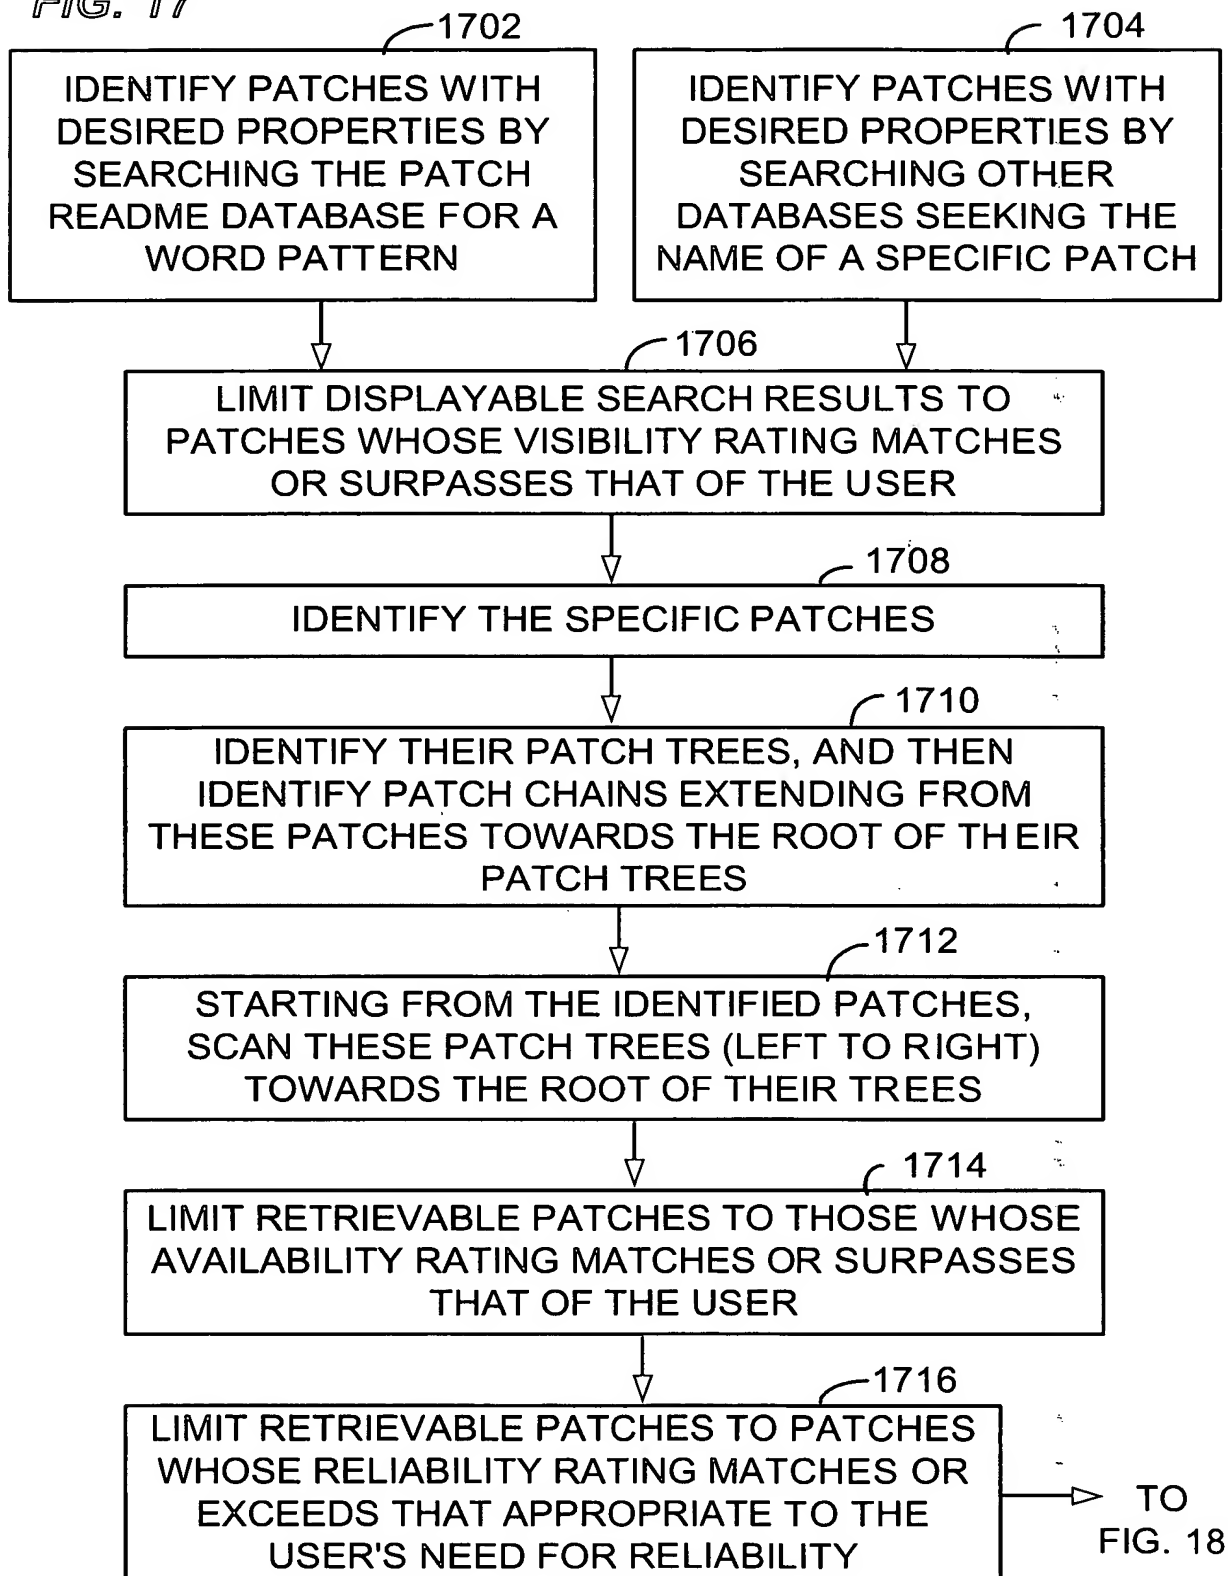 FIG. 17
1702
IDENTIFY PATCHES WITH
DESIRED PROPERTIES BY
SEARCHING THE PATCH
README DATABASE FOR A
WORD PATTERN
1704
IDENTIFY PATCHES WITH
DESIRED PROPERTIES BY
SEARCHING OTHER
DATABASES SEEKING THE
NAME OF A SPECIFIC PATCH
1706
LIMIT DISPLAYABLE SEARCH RESULTS TO
PATCHES WHOSE VISIBILITY RATING MATCHES
OR SURPASSES THAT OF THE USER
1708
IDENTIFY THE SPECIFIC PATCHES
1710
IDENTIFY THEIR PATCH TREES, AND THEN
IDENTIFY PATCH CHAINS EXTENDING FROM
THESE PATCHES TOWARDS THE ROOT OF THEIR
PATCH TREES
1712
STARTING FROM THE IDENTIFIED PATCHES,
SCAN THESE PATCH TREES (LEFT TO RIGHT)
TOWARDS THE ROOT OF THEIR TREES
1714
LIMIT RETRIEVABLE PATCHES TO THOSE WHOSE
AVAILABILITY RATING MATCHES OR SURPASSES
THAT OF THE USER
1716
LIMIT RETRIEVABLE PATCHES TO PATCHES
WHOSE RELIABILITY RATING MATCHES OR
EXCEEDS THAT APPROPRIATE TO THE
USER'S NEED FOR RELIABILITY
TO
FIG. 18